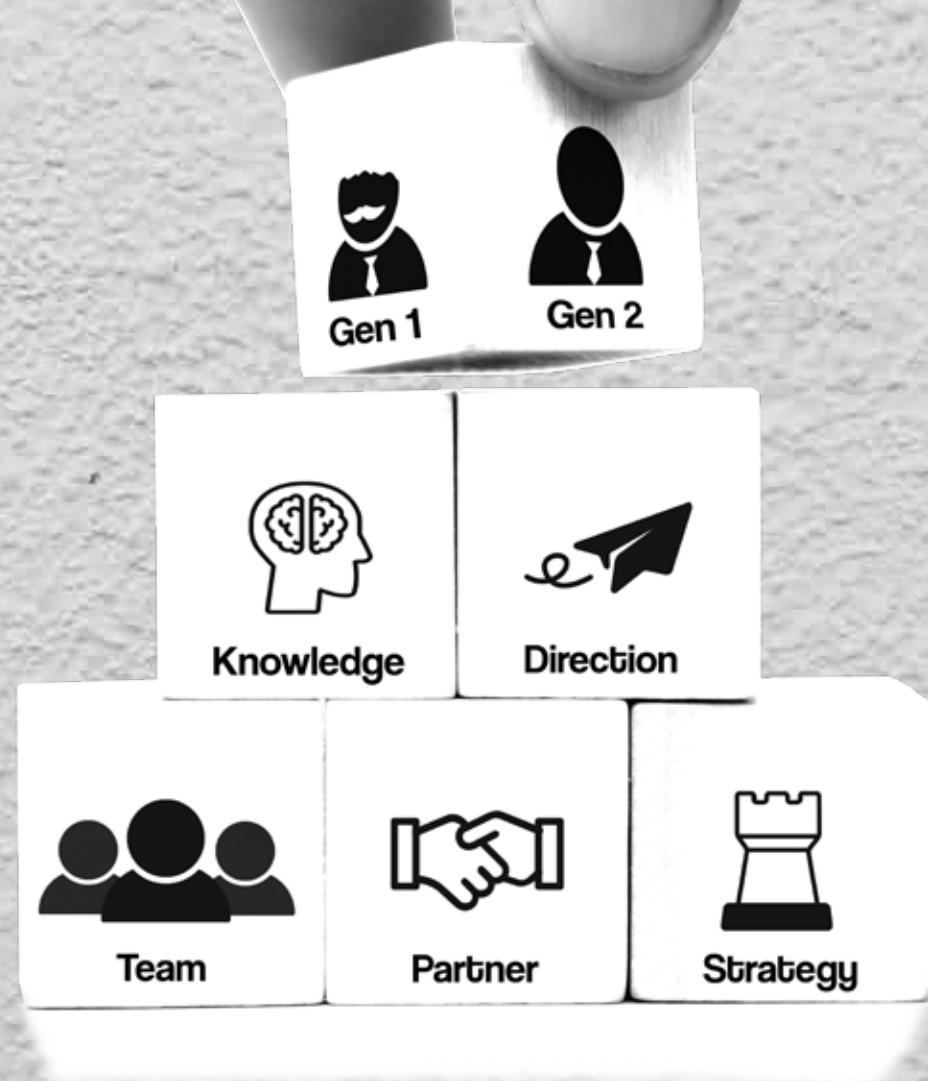 Gen 1
Gen 2
Knowledge
Direction
Team
Partner
Strategy